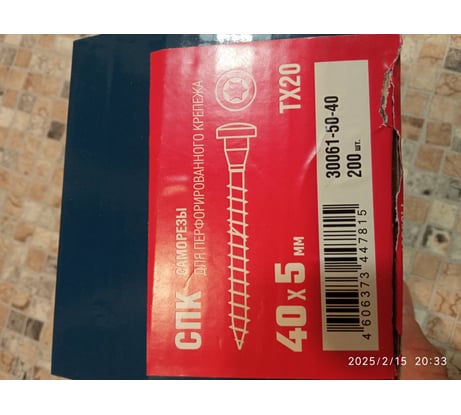 СПК
САМОРЕЗЫ
ДЛЯ ПЕРФОРИРОВАННОГО КРЕПЕЖА
40 x 5 мм
TX20
30061-50-40
200 шт.
4 606373 447815
2025/2/15 20:33